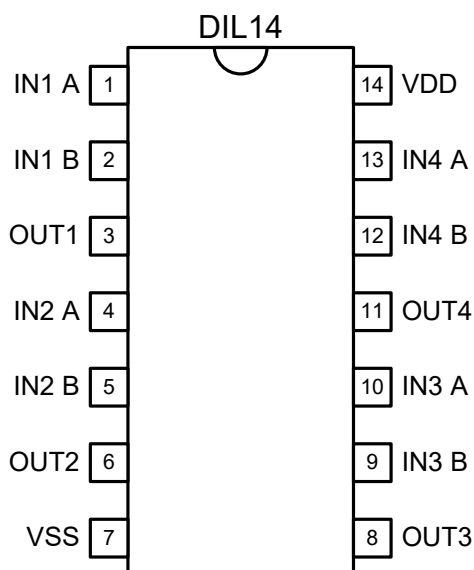 DIL14
IN1 A 1 14 VDD
IN1 B 2 13 IN4 A
OUT1 3 12 IN4 B
IN2 A 4 11 OUT4
IN2 B 5 10 IN3 A
OUT2 6 9 IN3 B
VSS 7 8 OUT3